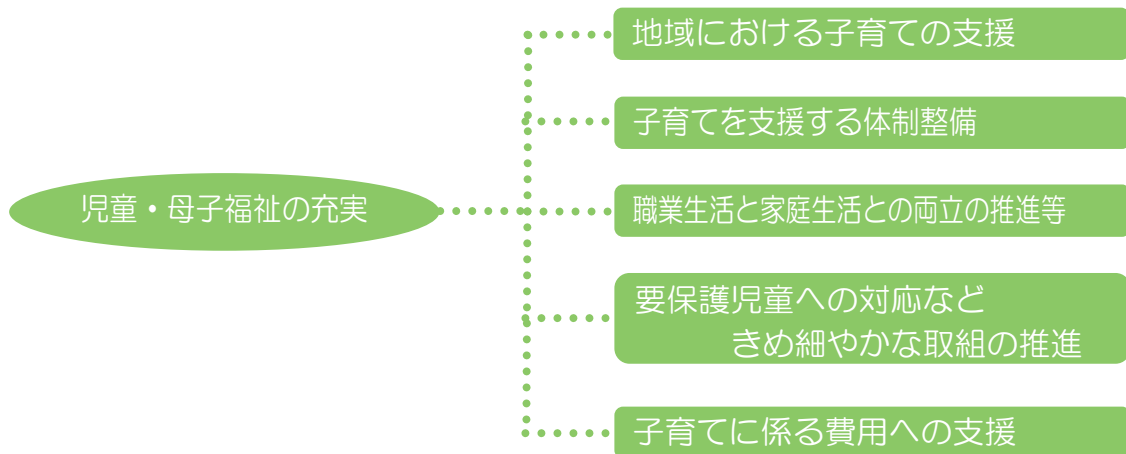 児童・母子福祉の充実
地域における子育ての支援
子育てを支援する体制整備
職業生活と家庭生活との両立の推進等
要保護児童への対応など
きめ細やかな取組の推進
子育てに係る費用への支援